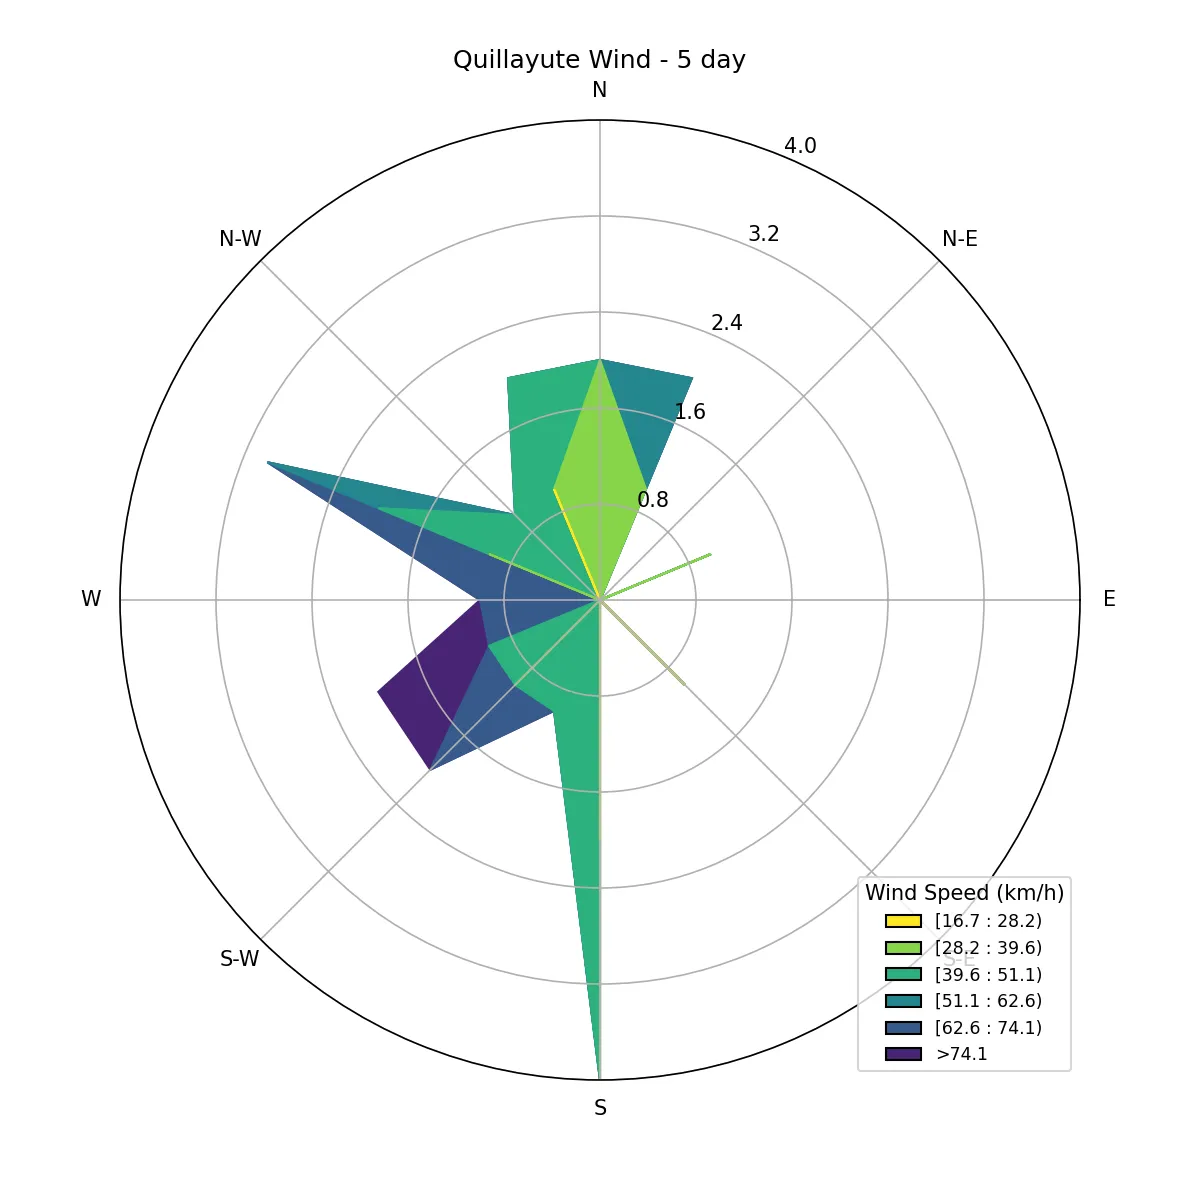 Quillayute Wind - 5 day
N
4.0
N-W
3.2
N-E
2.4
1.6
0.8
W
E
S-W
S-E
S
Wind Speed (km/h)
[16.7 : 28.2)
[28.2 : 39.6)
[39.6 : 51.1)
[51.1 : 62.6)
[62.6 : 74.1)
>74.1